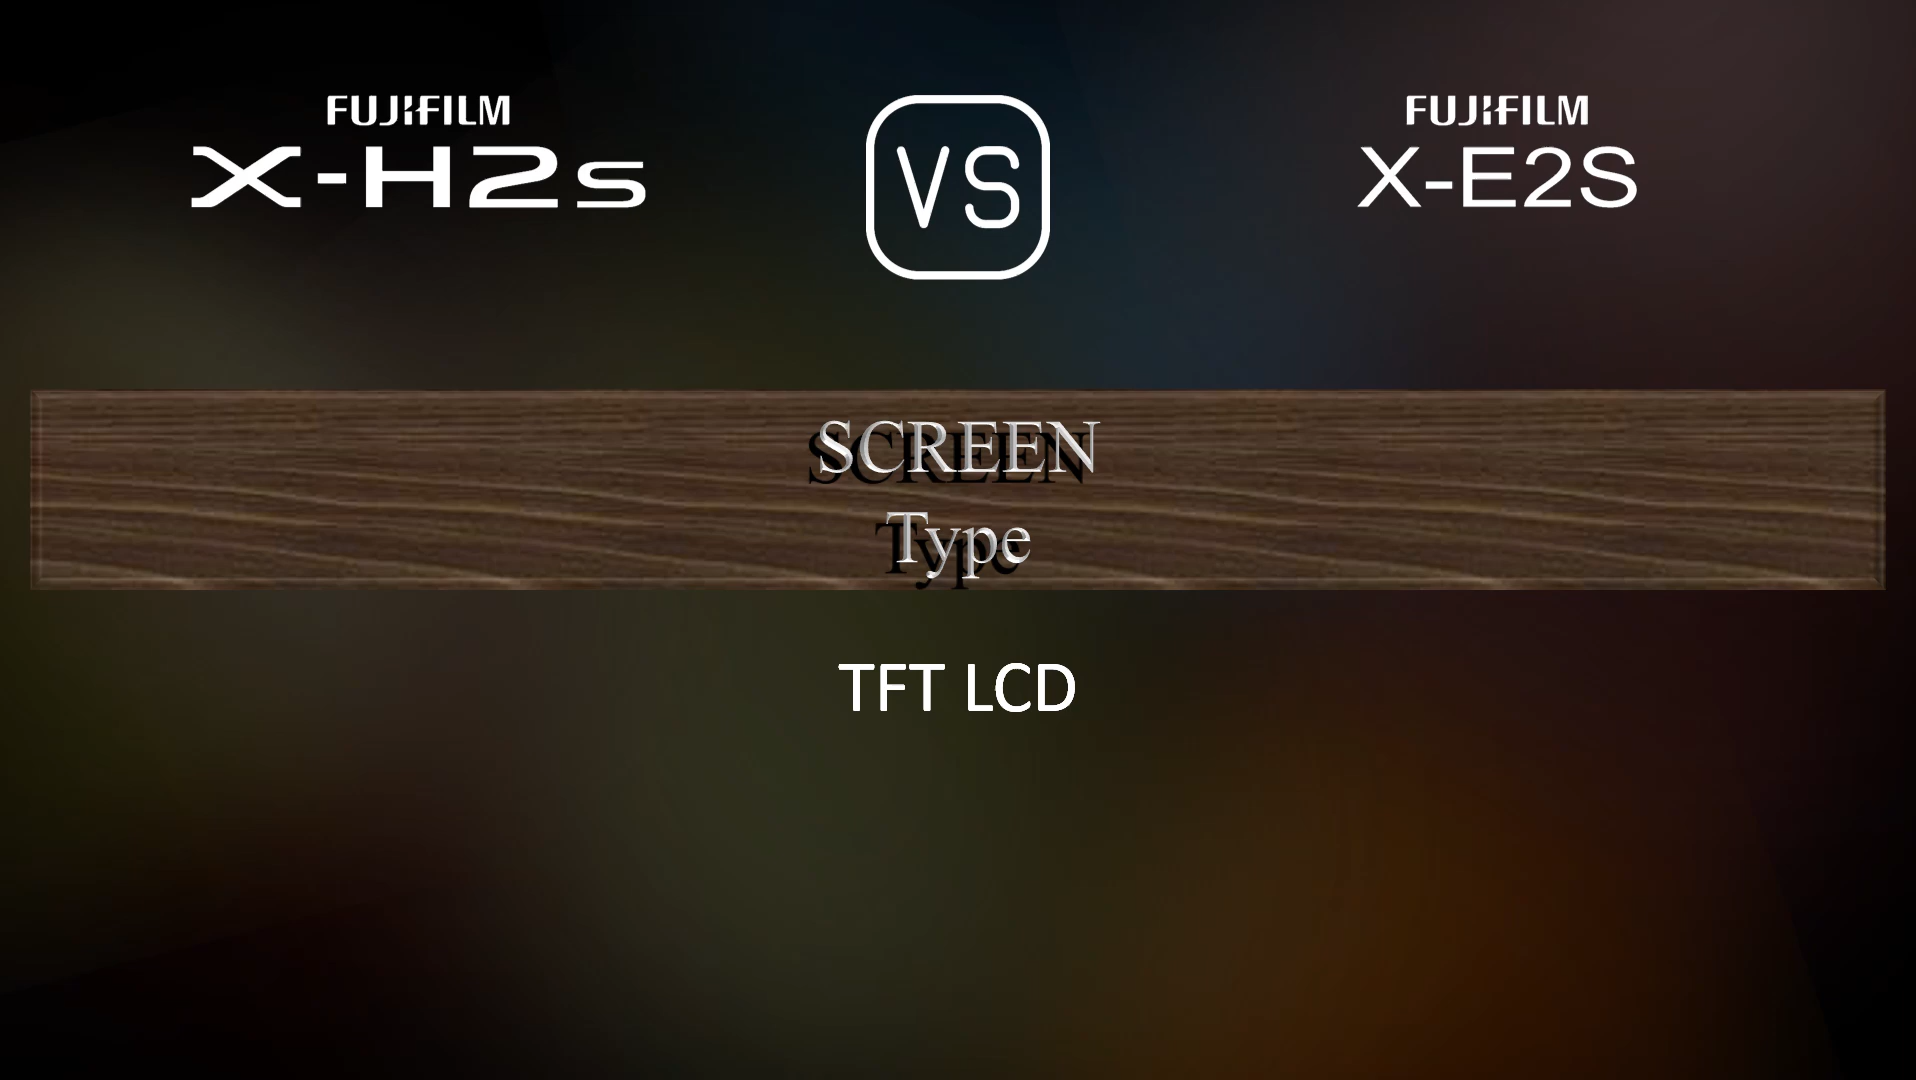 FUJIFILM
X-H2s
VS
FUJIFILM
X-E2S
SCREEN
Type
TFT LCD